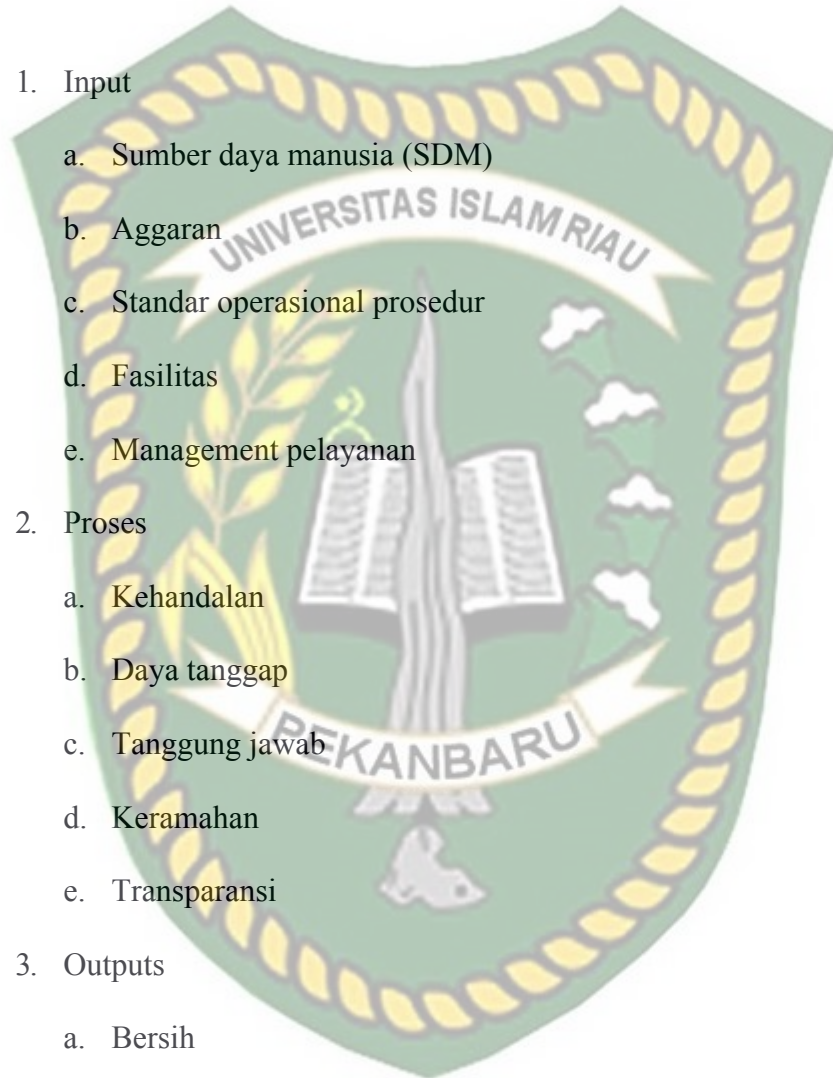 1. Input
a. Sumber daya manusia (SDM)
b. Aggaran
UNIVERSITAS ISLAM RIAU
c. Standar operasional prosedur
d. Fasilitas
e. Management pelayanan
2. Proses
a. Kehandalan
b. Daya tanggap
c. Tanggung jawab
PEKANBARU
d. Keramahan
e. Transparansi
3. Outputs
a. Bersih